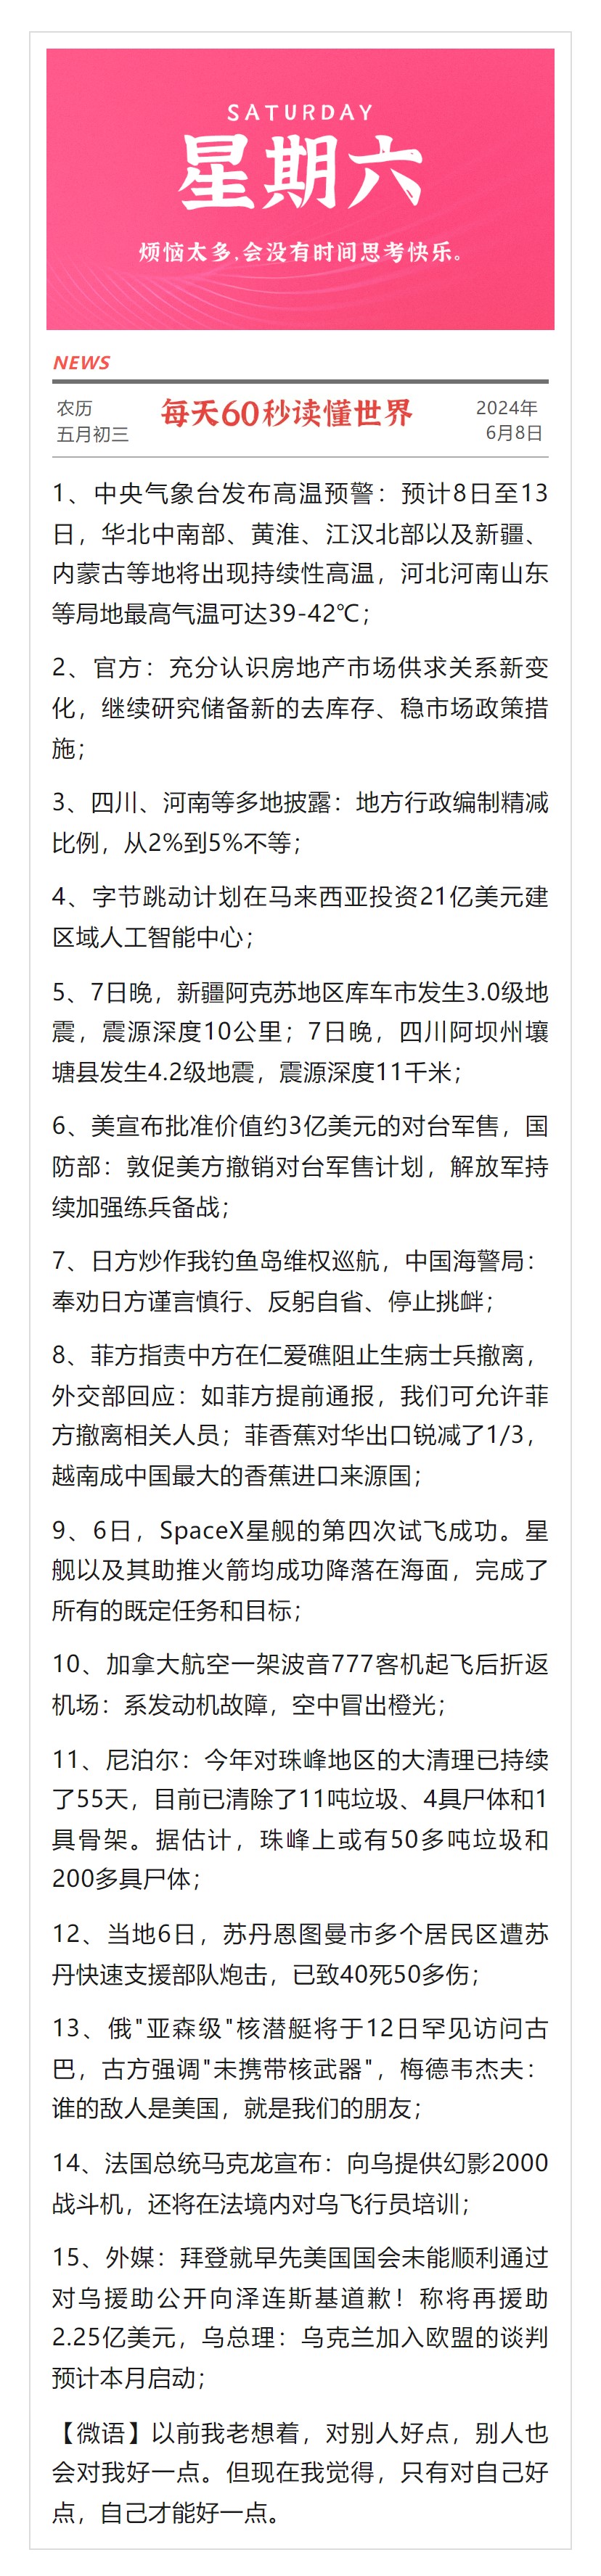 SATURDAY
星期六
烦恼太多,会没有时间思考快乐。
NEWS
农历
五月初三
每天60秒读懂世界
2024年
6月8日
1、中央气象台发布高温预警：预计8日至13
日，华北中南部、黄淮、江汉北部以及新疆、
内蒙古等地将出现持续性高温，河北河南山东
等局地最高气温可达39-42℃；
2、官方：充分认识房地产市场供求关系新变
化，继续研究储备新的去库存、稳市场政策措
施；
3、四川、河南等多地披露：地方行政编制精减
比例，从2%到5%不等；
4、字节跳动计划在马来西亚投资21亿美元建
区域人工智能中心；
5、7日晚，新疆阿克苏地区库车市发生3.0级地
震，震源深度10公里；7日晚，四川阿坝州壤
塘县发生4.2级地震，震源深度11千米；
6、美宣布批准价值约3亿美元的对台军售，国
防部：敦促美方撤销对台军售计划，解放军持
续加强练兵备战；
7、日方炒作我钓鱼岛维权巡航，中国海警局：
奉劝日方谨言慎行、反躬自省、停止挑衅；
8、菲方指责中方在仁爱礁阻止生病士兵撤离，
外交部回应：如菲方提前通报，我们可允许菲
方撤离相关人员；菲香蕉对华出口锐减了1/3，
越南成中国最大的香蕉进口来源国；
9、6日，SpaceX星舰的第四次试飞成功。星
舰以及其助推火箭均成功降落在海面，完成了
所有的既定任务和目标；
10、加拿大航空一架波音777客机起飞后折返
机场：系发动机故障，空中冒出橙光；
11、尼泊尔：今年对珠峰地区的大清理已持续
了55天，目前已清除了11吨垃圾、4具尸体和1
具骨架。据估计，珠峰上或有50多吨垃圾和
200多具尸体；
12、当地6日，苏丹恩图曼市多个居民区遭苏
丹快速支援部队炮击，已致40死50多伤；
13、俄"亚森级"核潜艇将于12日罕见访问古
巴，古方强调"未携带核武器"，梅德韦杰夫：
谁的敌人是美国，就是我们的朋友；
14、法国总统马克龙宣布：向乌提供幻影2000
战斗机，还将在法境内对乌飞行员培训；
15、外媒：拜登就早先美国国会未能顺利通过
对乌援助公开向泽连斯基道歉！称将再援助
2.25亿美元，乌总理：乌克兰加入欧盟的谈判
预计本月启动；
【微语】以前我老想着，对别人好点，别人也
会对我好一点。但现在我觉得，只有对自己好
点，自己才能好一点。